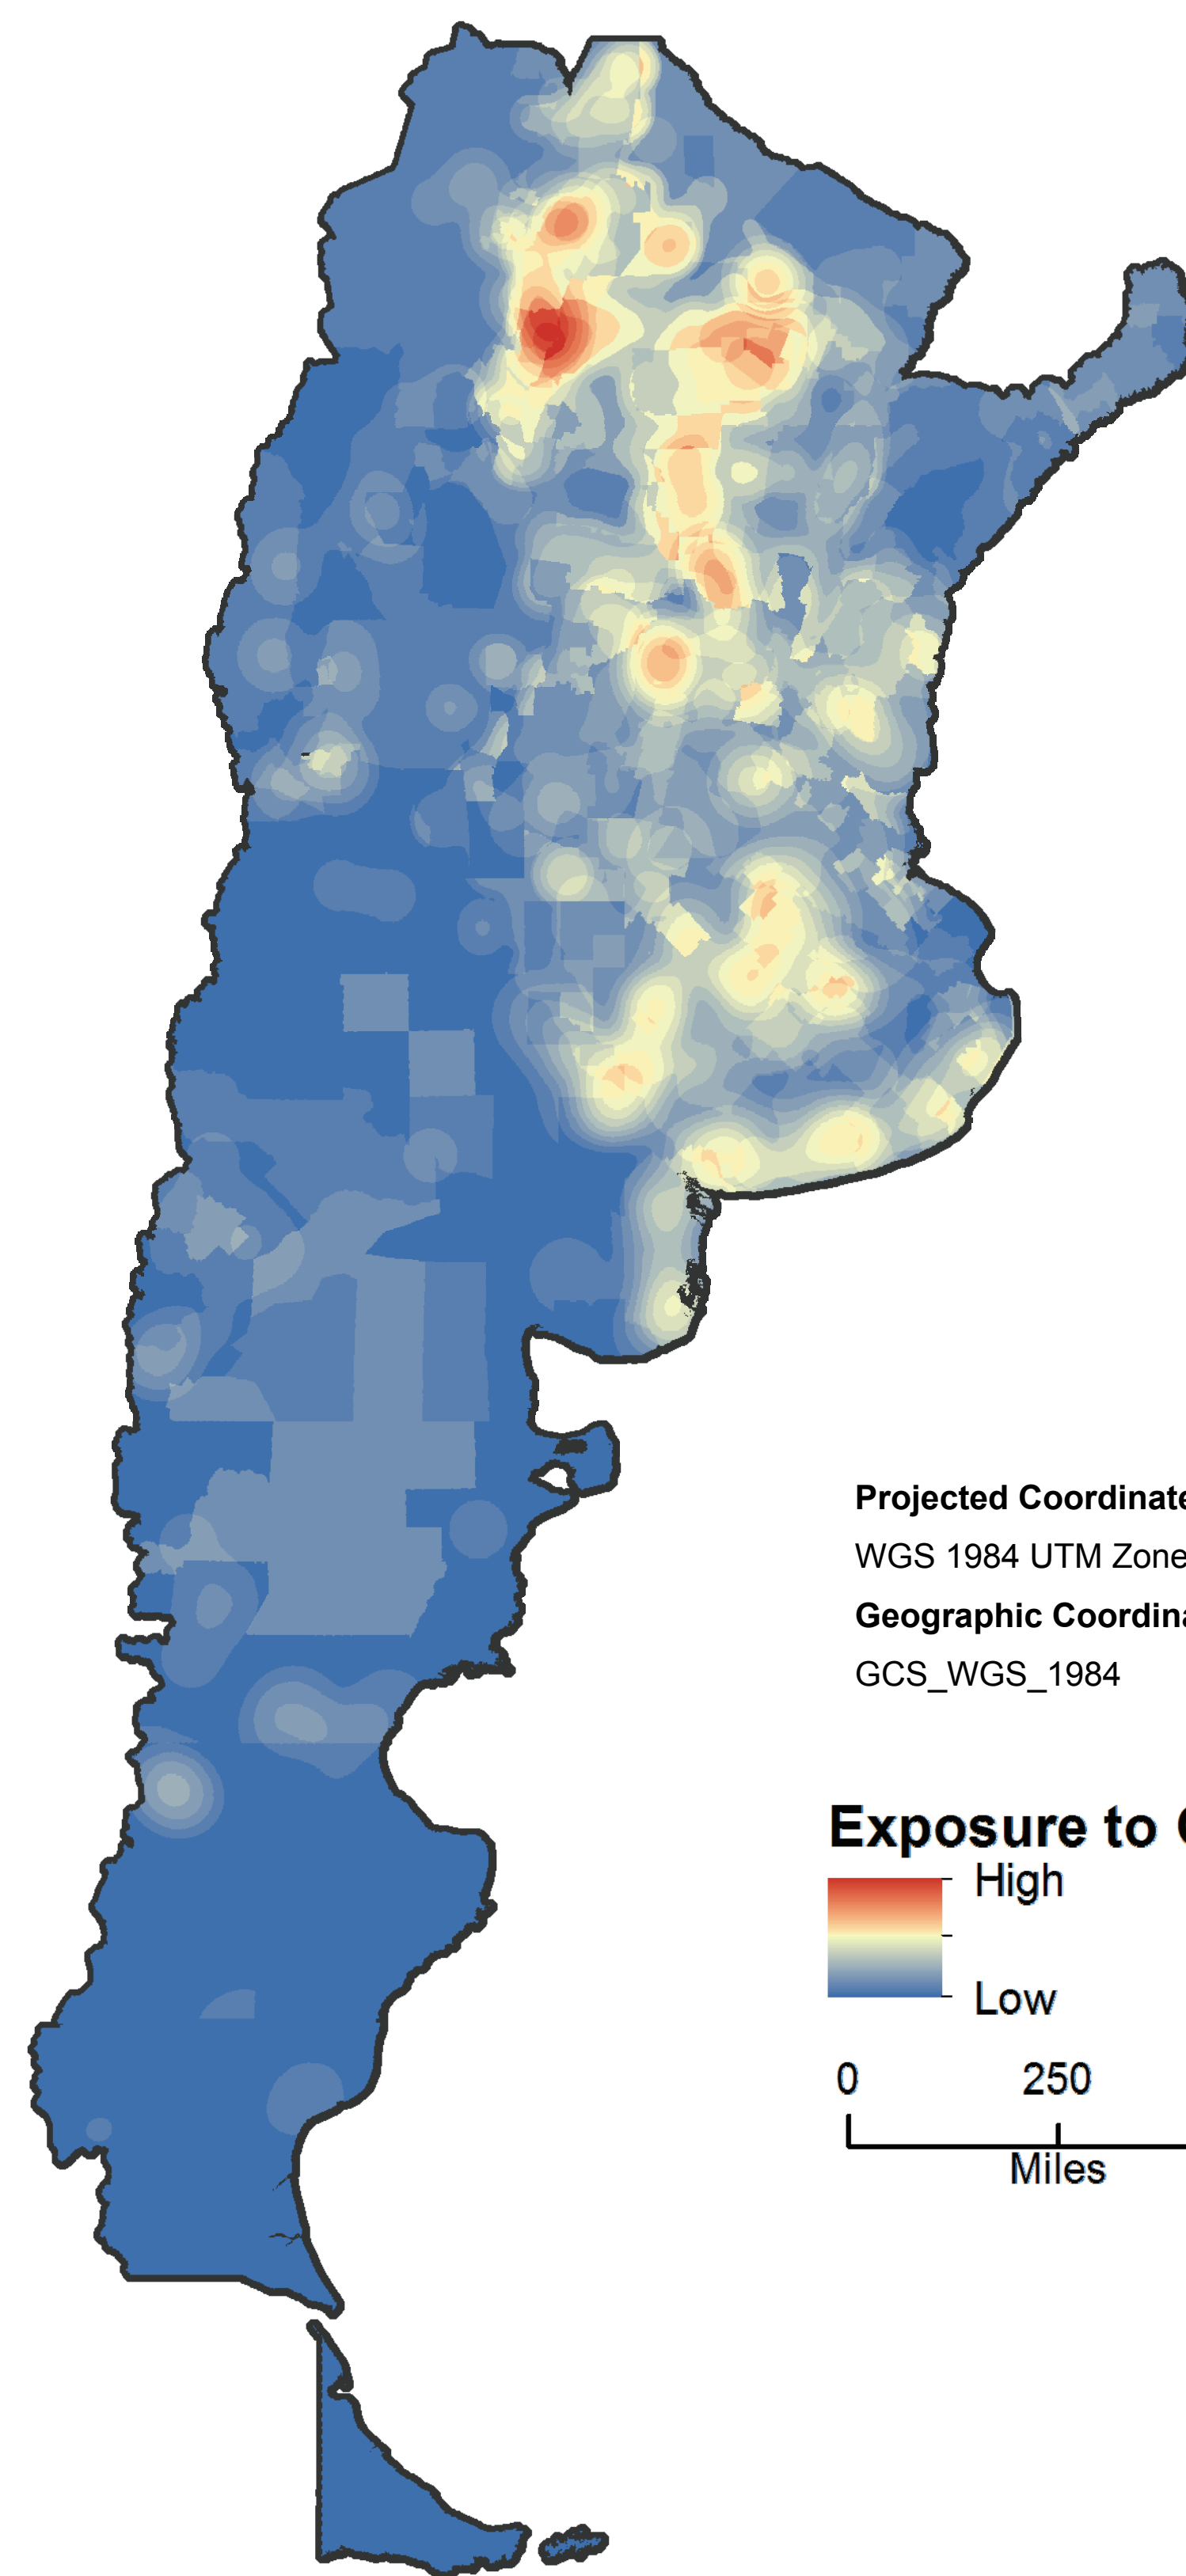 Projected Coordinate
WGS 1984 UTM Zone
Geographic Coordina
GCS_WGS_1984
Exposure to
High
Low
0 250
Miles